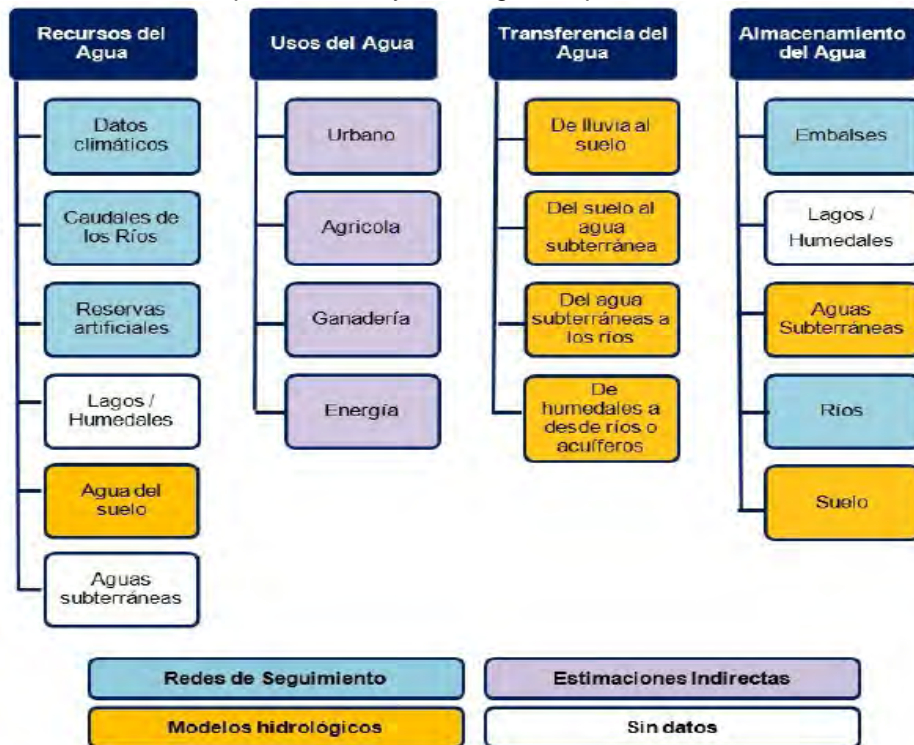 Recursos del
Agua
Datos
climáticos
Caudales de
los Ríos
Reservas
artificiales
Lagos /
Humedales
Agua del
suelo
Aguas
subterráneas
Usos del Agua
Urbano
Agricola
Ganadería
Energía
Transferencia del
Agua
De lluvia al
suelo
Del suelo al
agua
subterránea
Del agua
subterráneas a
los ríos
De
humedales a
desde ríos o
acuíferos
Almacenamiento
del Agua
Embalses
Lagos /
Humedales
Aguas
Subterráneas
Ríos
Suelo
Redes de Seguimiento
Estimaciones Indirectas
Modelos hidrológicos
Sin datos